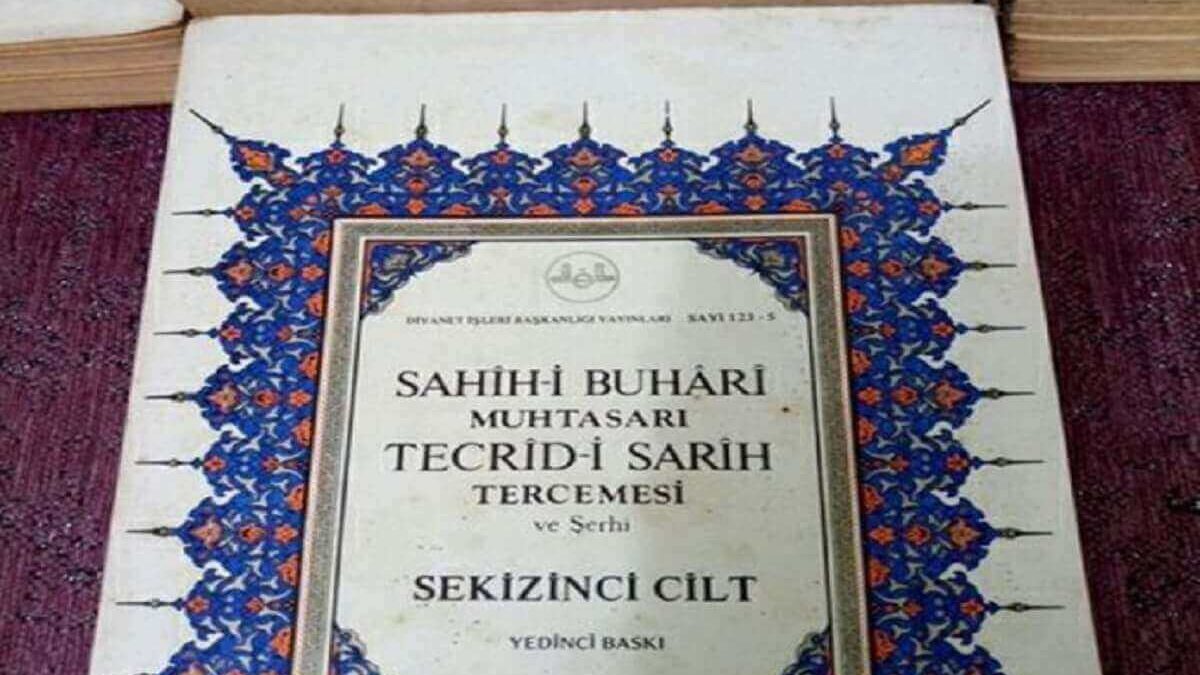 DİYANET İŞLERİ BAŞKANLIĞI YAYINLARI SAYI 123 - 5
SAHÎH-İ BUHÂRÎ
MUHTASARI
TECRÎD-İ SARÎH
TERCEMESİ
ve Şerhi
SEKİZİNCİ CİLT
YEDİNCİ BASKI